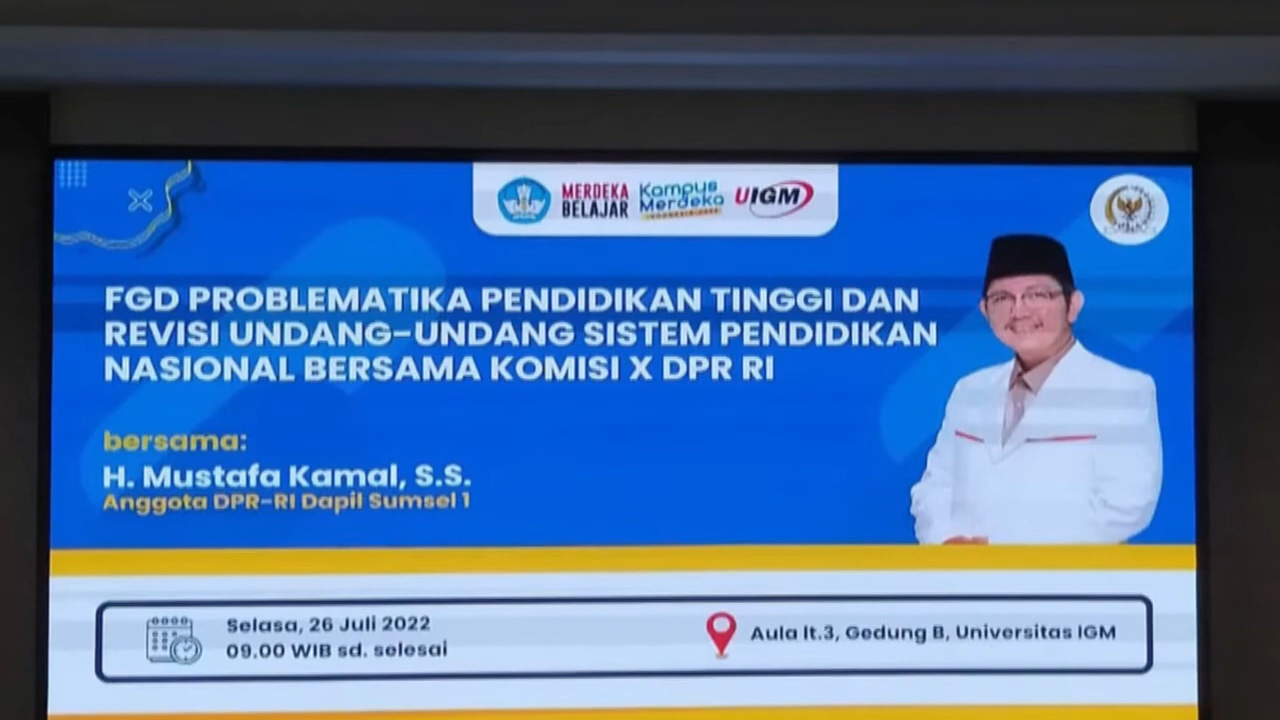 MERDEKA
BELAJAR
Kampus
Merdeka
UIGM
FGD PROBLEMATIKA PENDIDIKAN TINGGI DAN
REVISI UNDANG-UNDANG SISTEM PENDIDIKAN
NASIONAL BERSAMA KOMISI X DPR RI
bersama:
H. Mustafa Kamal, S.S.
Anggota DPR-RI Dapil Sumsel 1
Selasa, 26 Juli 2022
09.00 WIB sd. selesai
Aula lt.3, Gedung B, Universitas IGM